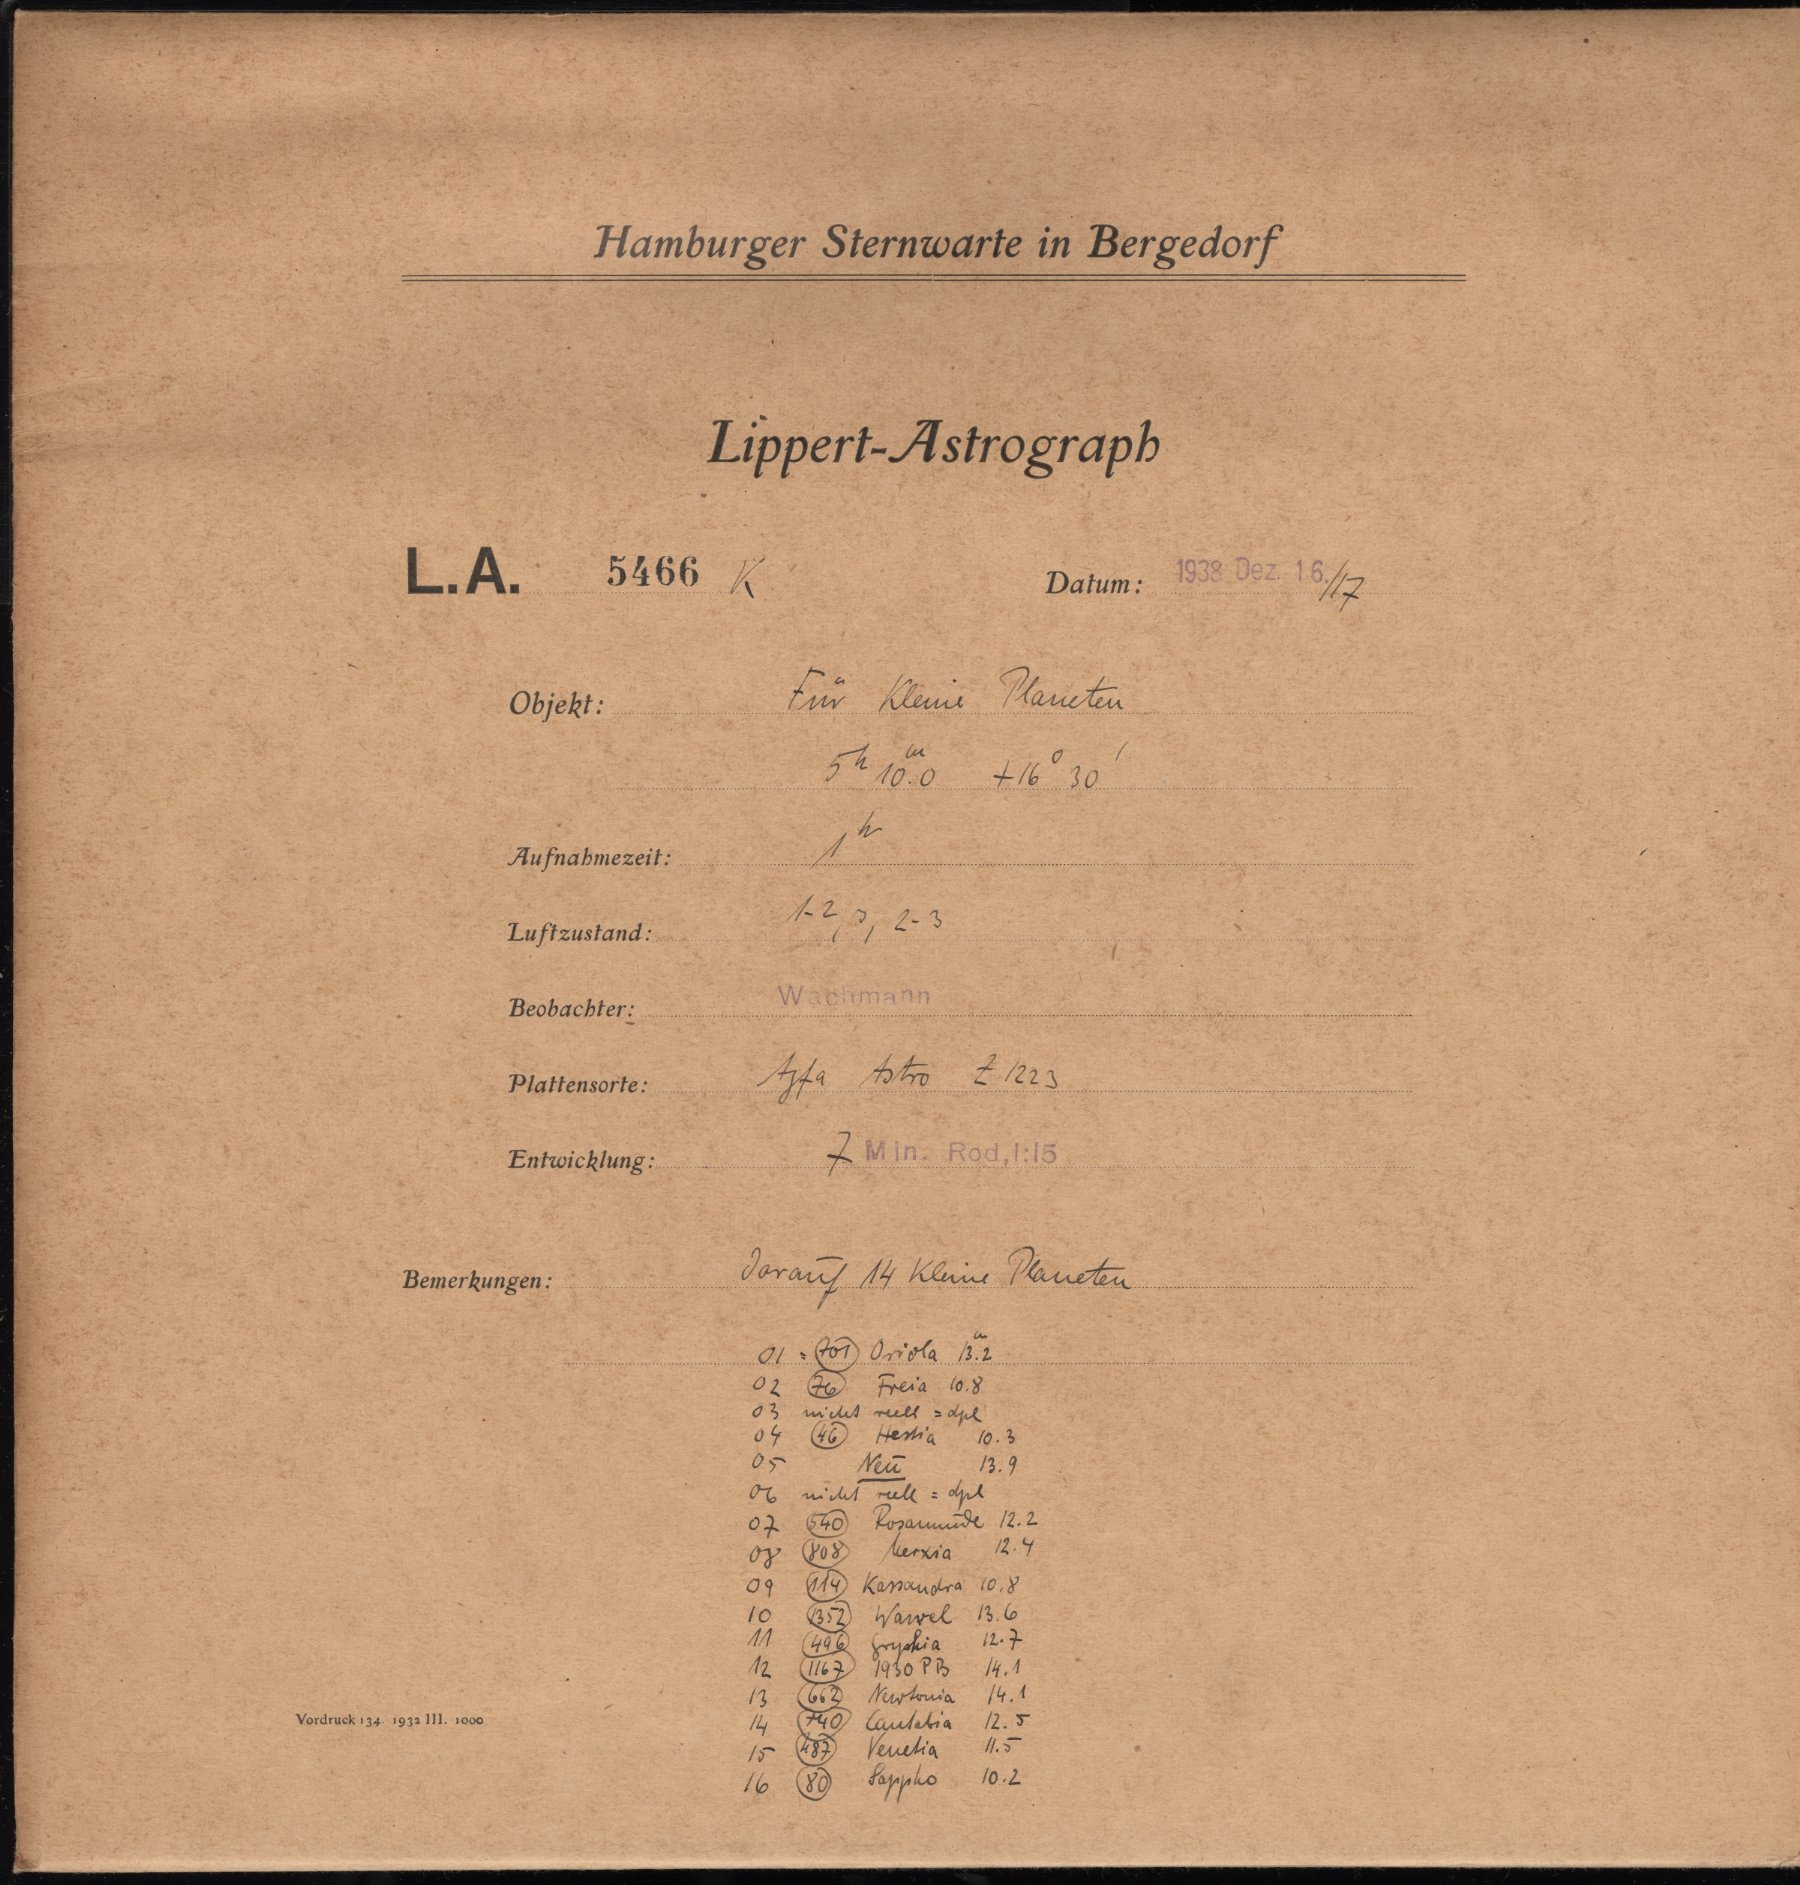 Hamburger Sternwarte in Bergedorf
Lippert-Astrograph
L.A. 5466 K Datum: 1938 Dez. 16./17
Objekt: Für Kleine Planeten
5h 10m.0 +16° 30'
Aufnahmezeit: 1h
Luftzustand: 1-2, 3, 2-3
Beobachter: Wachmann
Plattensorte: Agfa Astro Z 1223
Entwicklung: 7 Min. Rod, 1:15
Bemerkungen: Darauf 14 Kleine Planeten
01 = 701 Oriola 13m.2
02 76 Freia 10.8
03 nicht reell = dpl
04 46 Hestia 10.3
05 Neu 13.9
06 nicht reell = dpl
07 540 Rosamunde 12.2
08 808 Merxia 12.4
09 114 Kassandra 10.8
10 1352 Wawel 13.6
11 496 Gryphia 12.7
12 1167 1930 PB 14.1
13 662 Newtonia 14.1
14 740 Cantabia 12.5
15 487 Venetia 11.5
16 80 Sappho 10.2
Vordruck 134. 1932 III. 1000